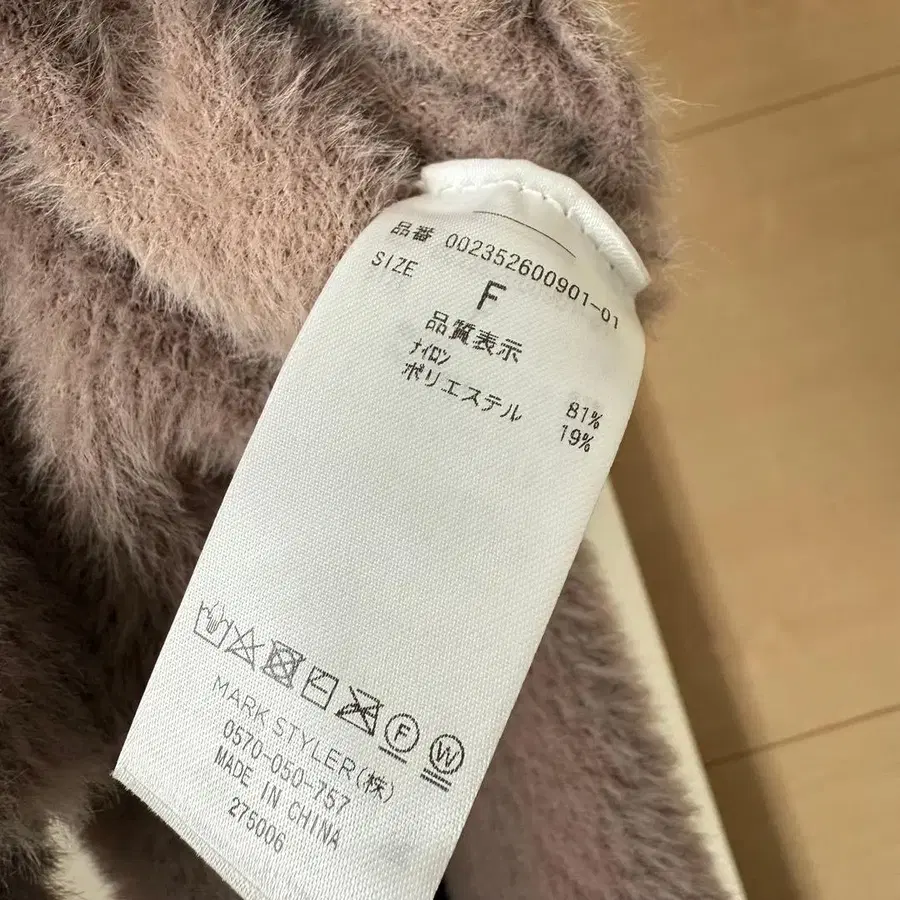 品番 002352600901-01
SIZE F
品質表示
ナイロン 81%
ポリエステル 19%
F W
MARK STYLER(株)
0570-050-757
MADE IN CHINA
275006